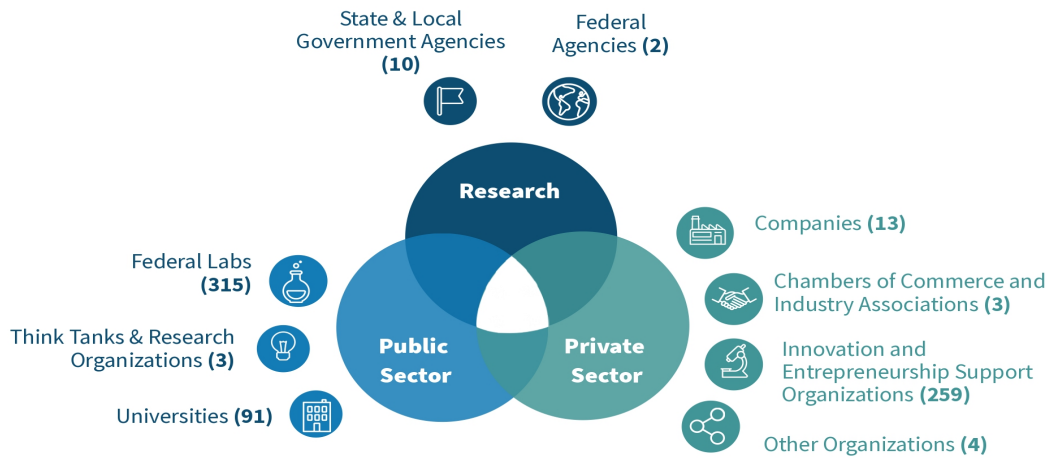 State & Local
Government Agencies
(10)
Federal
Agencies (2)
Research
Federal Labs
(315)
Think Tanks & Research
Organizations (3)
Universities (91)
Public
Sector
Private
Sector
Companies (13)
Chambers of Commerce and
Industry Associations (3)
Innovation and
Entrepreneurship Support
Organizations (259)
Other Organizations (4)